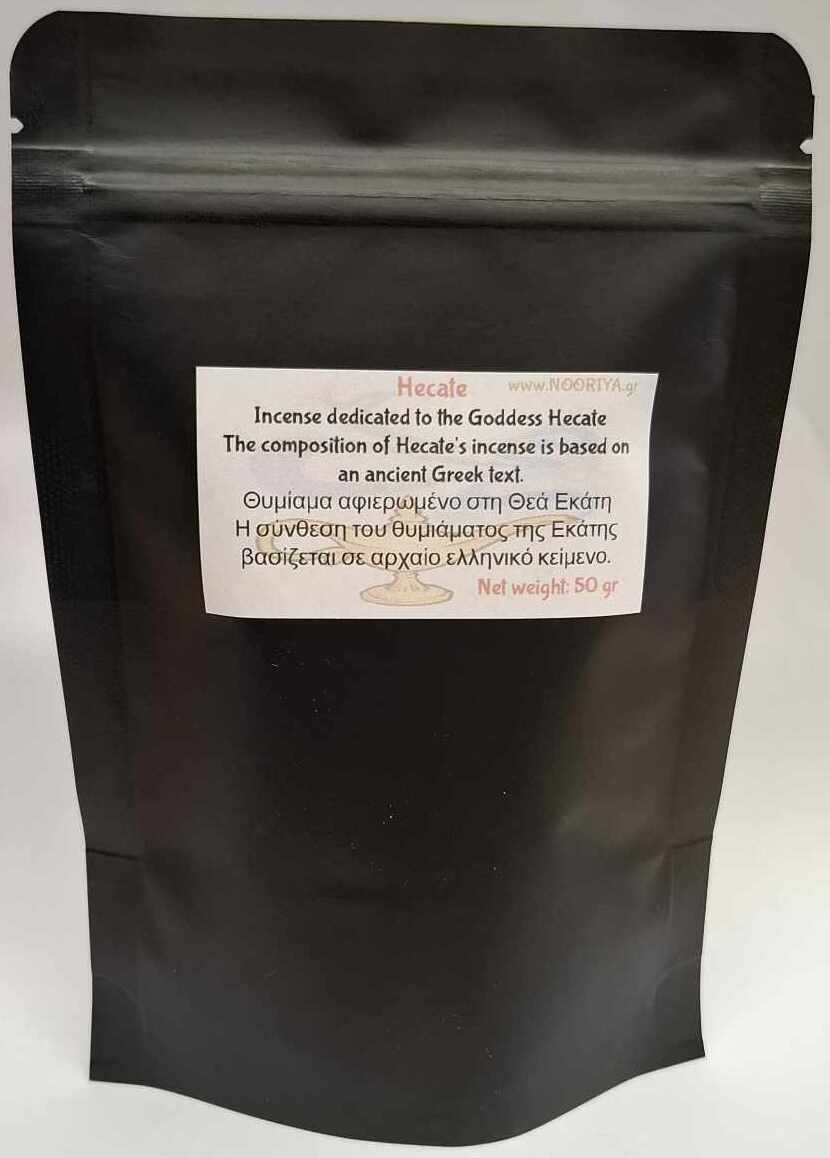 Hecate www.NOORIYA.gr
Incense dedicated to the Goddess Hecate
The composition of Hecate's incense is based on
an ancient Greek text.
Θυμίαμα αφιερωμένο στη Θεά Εκάτη
Η σύνθεση του θυμιάματος της Εκάτης
βασίζεται σε αρχαίο ελληνικό κείμενο.
Net weight: 50 gr